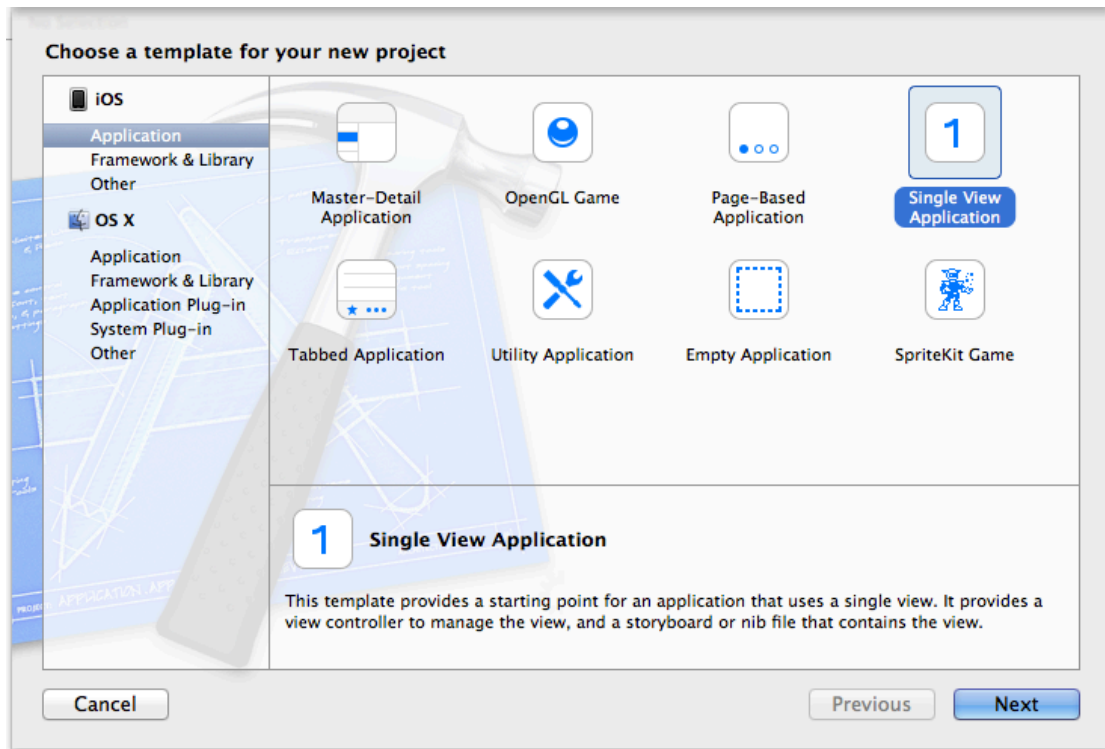 No Selection
Choose a template for your new project
iOS
Application
Framework & Library
Other
OS X
Application
Framework & Library
Application Plug-in
System Plug-in
Other
Master-Detail
Application
OpenGL Game
Page-Based
Application
1
Single View
Application
Tabbed Application
Utility Application
Empty Application
SpriteKit Game
1
Single View Application
This template provides a starting point for an application that uses a single view. It provides a
view controller to manage the view, and a storyboard or nib file that contains the view.
Cancel
Previous
Next